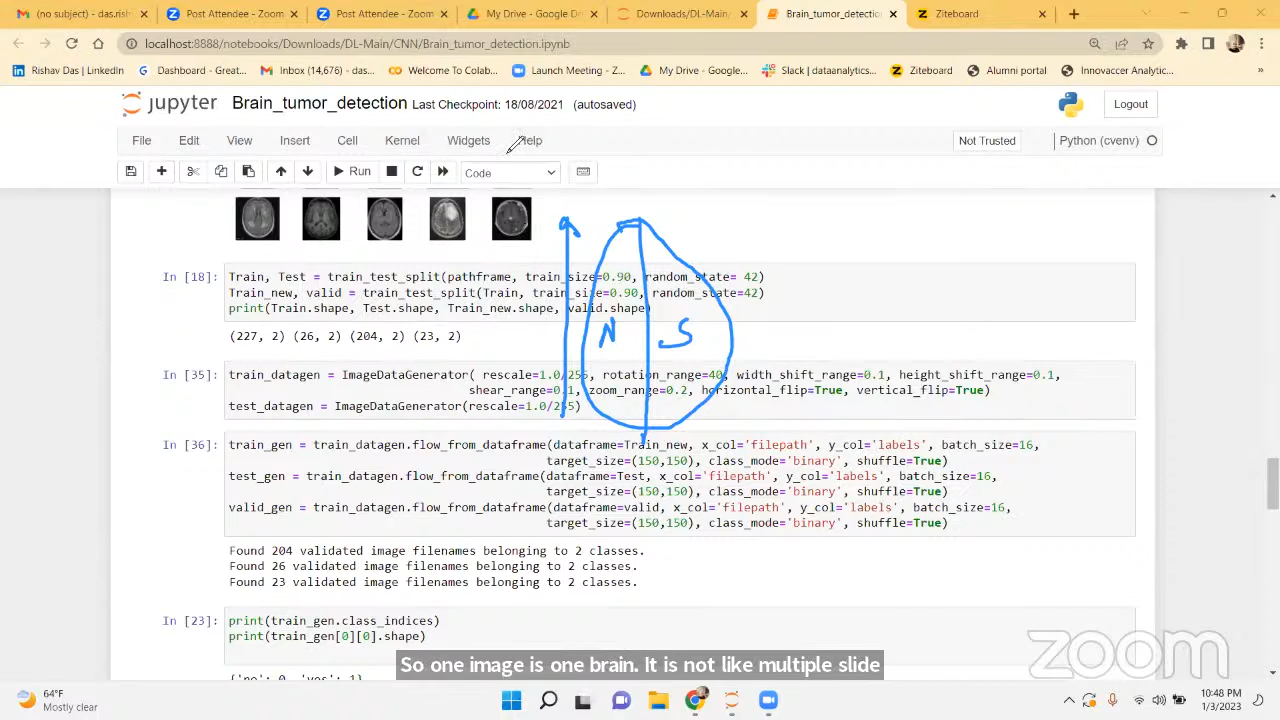 (no subject) - das.rish
Post Attendee - Zoom
Post Attendee - Zoom
My Drive - Google De
Downloads/DL-Main/
Brain_tumor_detection
Ziteboard
localhost:8888/notebooks/Downloads/DL-Main/CNN/Brain_tumor_detection.ipynb
Rishav Das | LinkedIn
Dashboard - Great...
Inbox (14,676) - das...
Welcome To Colab...
Launch Meeting - Z...
My Drive - Google...
Slack | dataanalytics...
Ziteboard
Alumni portal
Innovaccer Analytic...
jupyter Brain_tumor_detection Last Checkpoint: 18/08/2021 (autosaved)
Logout
File Edit View Insert Cell Kernel Widgets Help
Not Trusted
Python (cvenv)
Run
Code
In [18]: Train, Test = train_test_split(pathframe, train_size=0.90, random_state= 42)
Train_new, valid = train_test_split(Train, train_size=0.90, random_state=42)
print(Train.shape, Test.shape, Train_new.shape, valid.shape)
N S
(227, 2) (26, 2) (204, 2) (23, 2)
In [35]: train_datagen = ImageDataGenerator( rescale=1.0/255, rotation_range=40, width_shift_range=0.1, height_shift_range=0.1,
shear_range=0.1, zoom_range=0.2, horizontal_flip=True, vertical_flip=True)
test_datagen = ImageDataGenerator(rescale=1.0/255)
In [36]: train_gen = train_datagen.flow_from_dataframe(dataframe=Train_new, x_col='filepath', y_col='labels', batch_size=16,
target_size=(150,150), class_mode='binary', shuffle=True)
test_gen = train_datagen.flow_from_dataframe(dataframe=Test, x_col='filepath', y_col='labels', batch_size=16,
target_size=(150,150), class_mode='binary', shuffle=True)
valid_gen = train_datagen.flow_from_dataframe(dataframe=valid, x_col='filepath', y_col='labels', batch_size=16,
target_size=(150,150), class_mode='binary', shuffle=True)
Found 204 validated image filenames belonging to 2 classes.
Found 26 validated image filenames belonging to 2 classes.
Found 23 validated image filenames belonging to 2 classes.
In [23]: print(train_gen.class_indices)
print(train_gen[0][0].shape)
So one image is one brain. It is not like multiple slide
zoom
{'no': 0, 'yes': 1}
64°F
Mostly clear
10:48 PM
1/3/2023